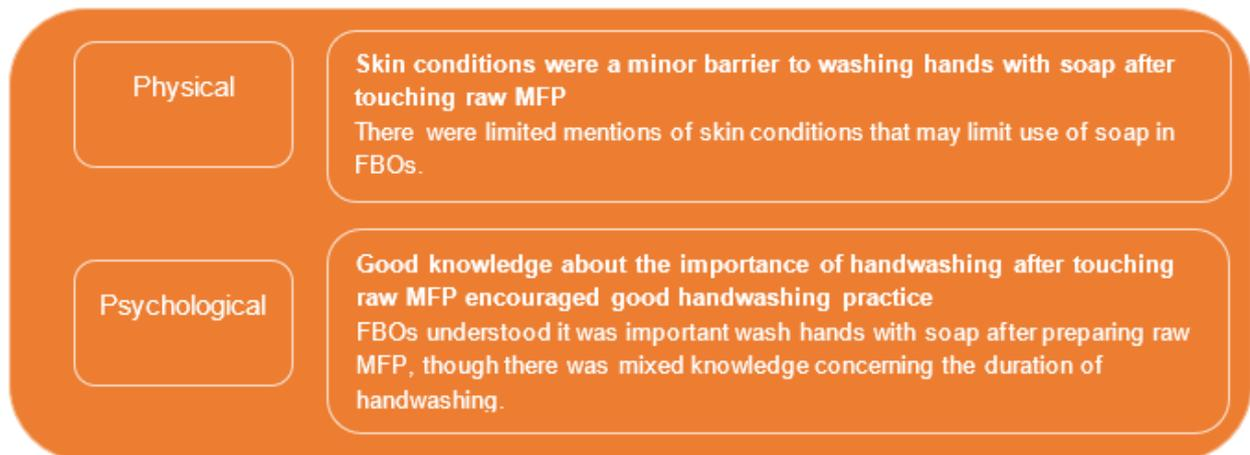 Physical
Skin conditions were a minor barrier to washing hands with soap after
touching raw MFP
There were limited mentions of skin conditions that may limit use of soap in
FBOs.
Psychological
Good knowledge about the importance of handwashing after touching
raw MFP encouraged good handwashing practice
FBOs understood it was important wash hands with soap after preparing raw
MFP, though there was mixed knowledge concerning the duration of
handwashing.